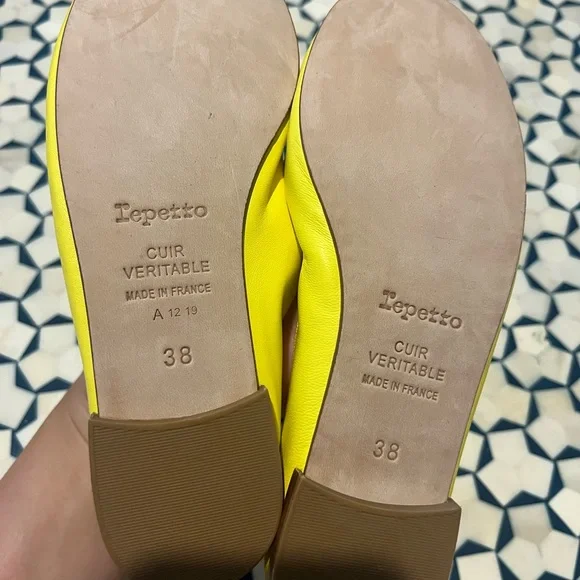 repetto
CUIR
VERITABLE
MADE IN FRANCE
A 12 19
38
repetto
CUIR
VERITABLE
MADE IN FRANCE
38